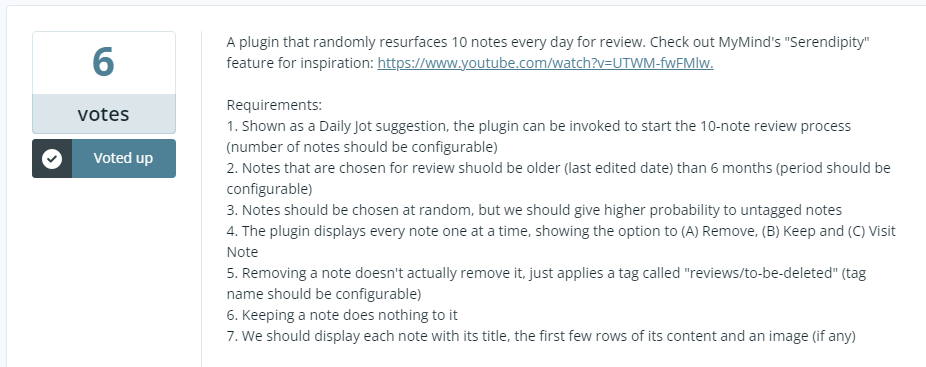 6
votes
Voted up
A plugin that randomly resurfaces 10 notes every day for review. Check out MyMind's "Serendipity"
feature for inspiration: https://www.youtube.com/watch?v=UTWM-fwFMlw.
Requirements:
1. Shown as a Daily Jot suggestion, the plugin can be invoked to start the 10-note review process
(number of notes should be configurable)
2. Notes that are chosen for review shuold be older (last edited date) than 6 months (period should be
configurable)
3. Notes should be chosen at random, but we should give higher probability to untagged notes
4. The plugin displays every note one at a time, showing the option to (A) Remove, (B) Keep and (C) Visit
Note
5. Removing a note doesn't actually remove it, just applies a tag called "reviews/to-be-deleted" (tag
name should be configurable)
6. Keeping a note does nothing to it
7. We should display each note with its title, the first few rows of its content and an image (if any)